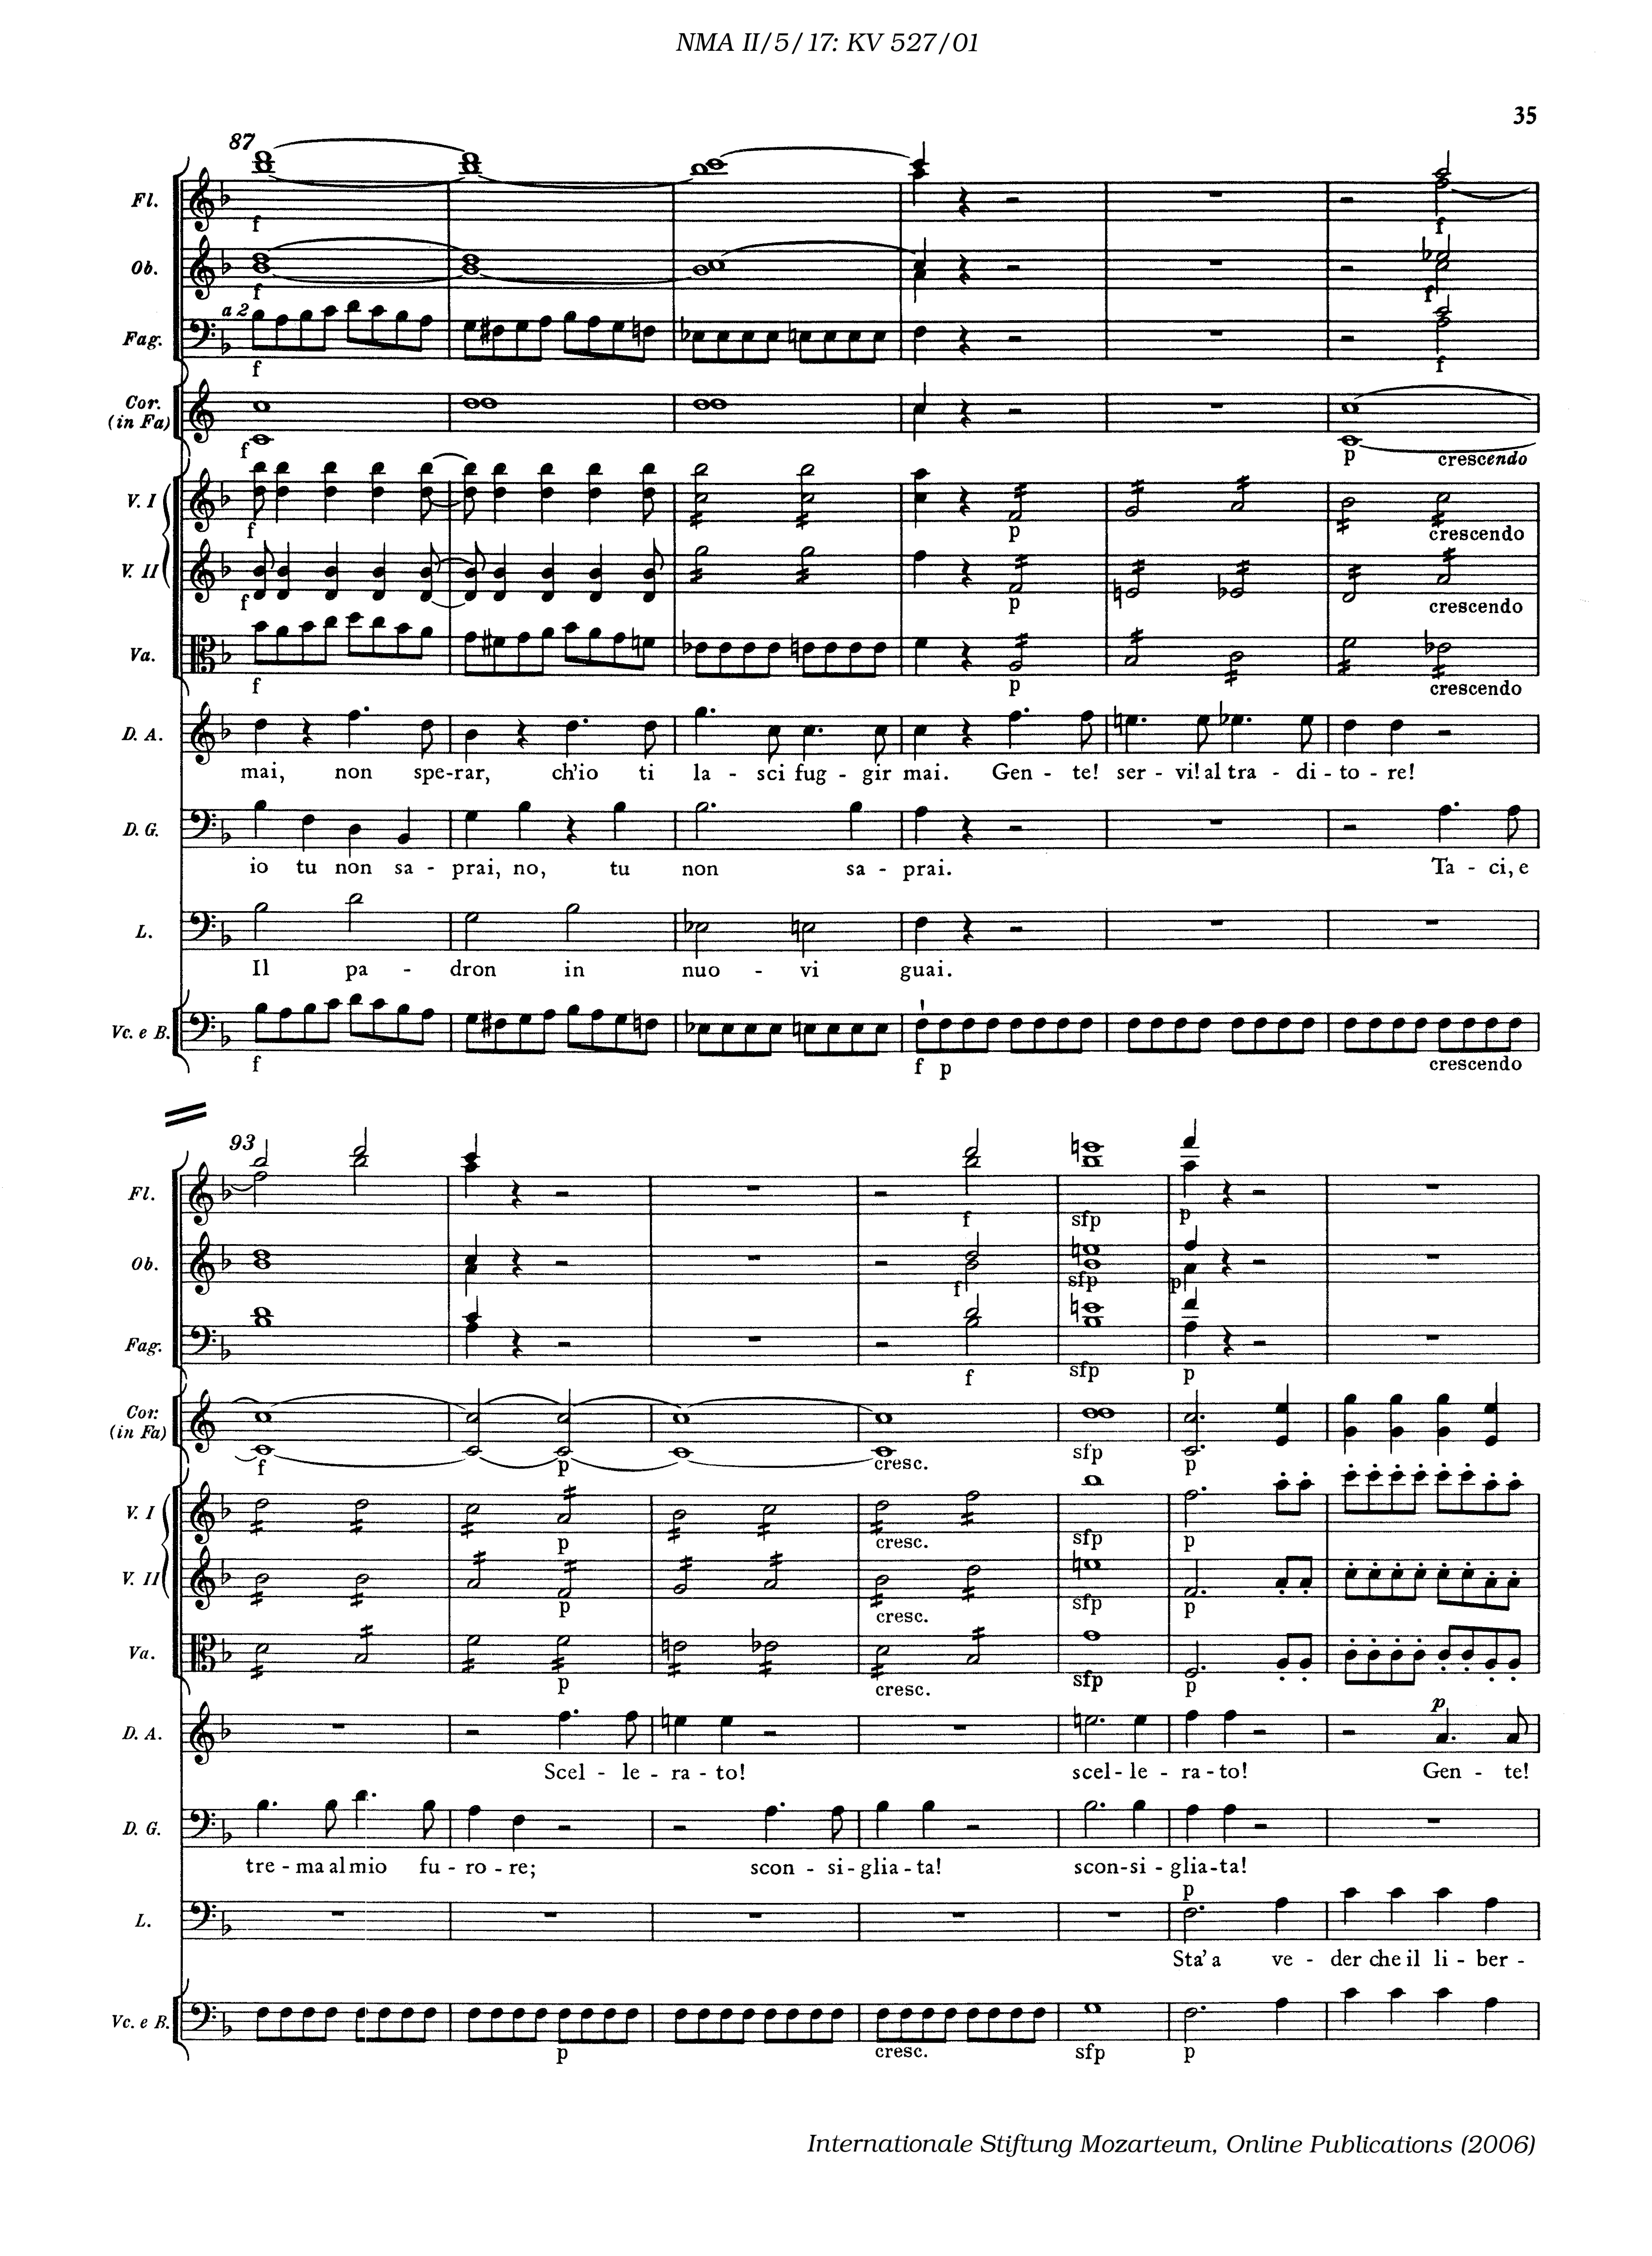 NMA II/5/17: KV 527/01
35
87
Fl.
f f
Ob.
f f
a 2
Fag.
f f
Cor.
(in Fa)
f p crescendo
V. I
f p crescendo
V. II
f p crescendo
Va.
f p crescendo
D. A.
mai, non spe-rar, ch'io ti la - sci fug - gir mai. Gen - te! ser - vi! al tra - di - to - re!
D. G.
io tu non sa - prai, no, tu non sa - prai. Ta - ci, e
L.
Il pa - dron in nuo - vi guai.
Vc. e B.
f f p crescendo
93
Fl.
f sfp p
Ob.
f sfp p
Fag.
f sfp p
Cor.
(in Fa)
f p cresc. sfp p
V. I
p cresc. sfp p
V. II
p cresc. sfp p
Va.
p cresc. sfp p
p
D. A.
Scel - le - ra - to! scel - le - ra - to! Gen - te!
D. G.
tre - ma al mio fu - ro - re; scon - si - glia - ta! scon-si - glia-ta!
p
L.
Sta' a ve - der che il li - ber -
Vc. e B.
p cresc. sfp p
Internationale Stiftung Mozarteum, Online Publications (2006)